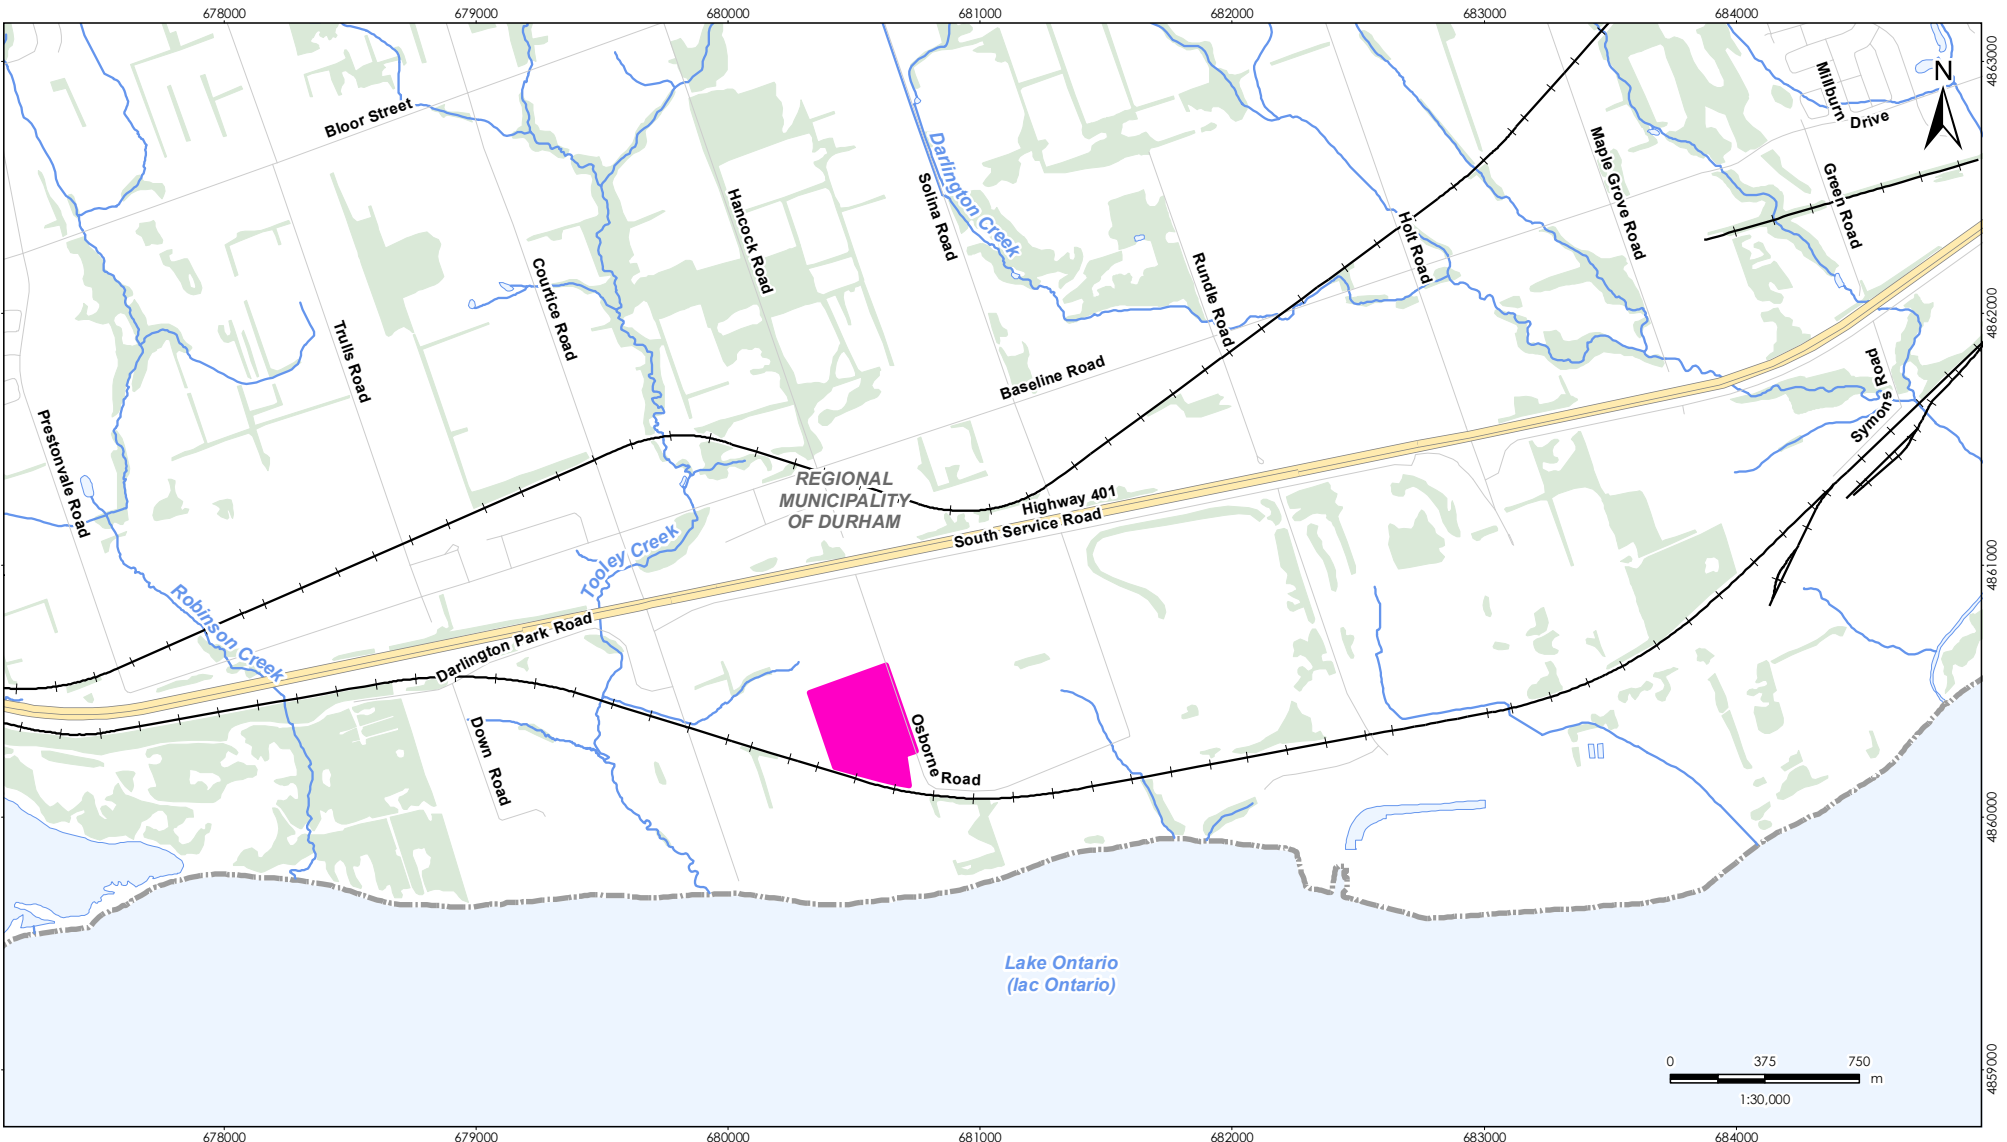 678000
679000
680000
681000
682000
683000
684000
4863000
N
Milburn
Drive
Bloor Street
Darlington Creek
Maple Grove Road
Green Road
Solina Road
Hancock Road
Holt Road
Rundle Road
Courtice Road
Trulls Road
4862000
Baseline Road
Symon's Road
Prestonvale Road
REGIONAL
MUNICIPALITY
OF DURHAM
Highway 401
South Service Road
Tooley Creek
4861000
Robinson Creek
Darlington Park Road
Down Road
Osborne Road
4860000
Lake Ontario
(lac Ontario)
4859000
0
375
750
m
1:30,000
678000
679000
680000
681000
682000
683000
684000